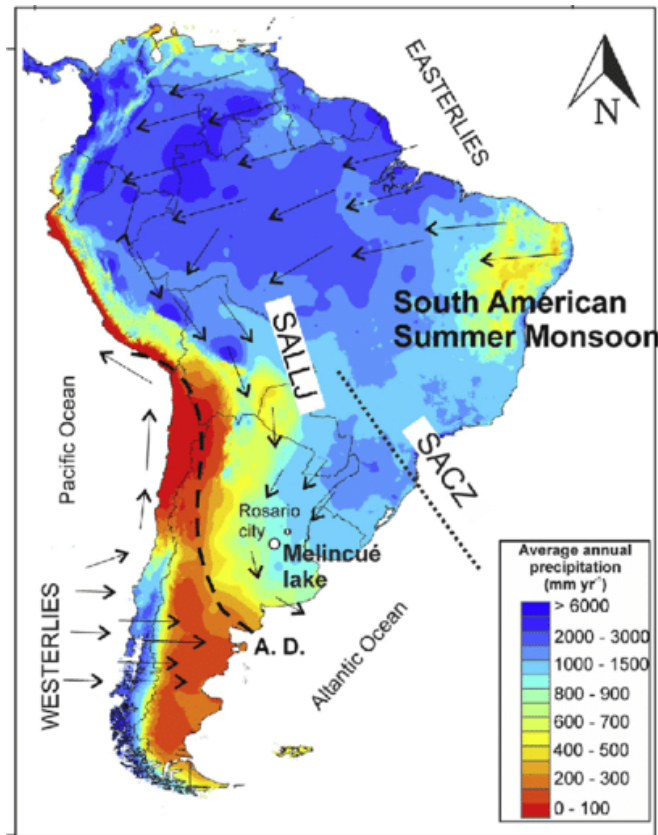 EASTERLIES
N
South American
Summer Monsoon
SALLJ
SACZ
Pacific Ocean
Rosario
city
Melincué
lake
WESTERLIES
A. D.
Altantic Ocean
Average annual
precipitation
(mm yr⁻¹)
> 6000
2000 - 3000
1000 - 1500
800 - 900
600 - 700
400 - 500
200 - 300
0 - 100